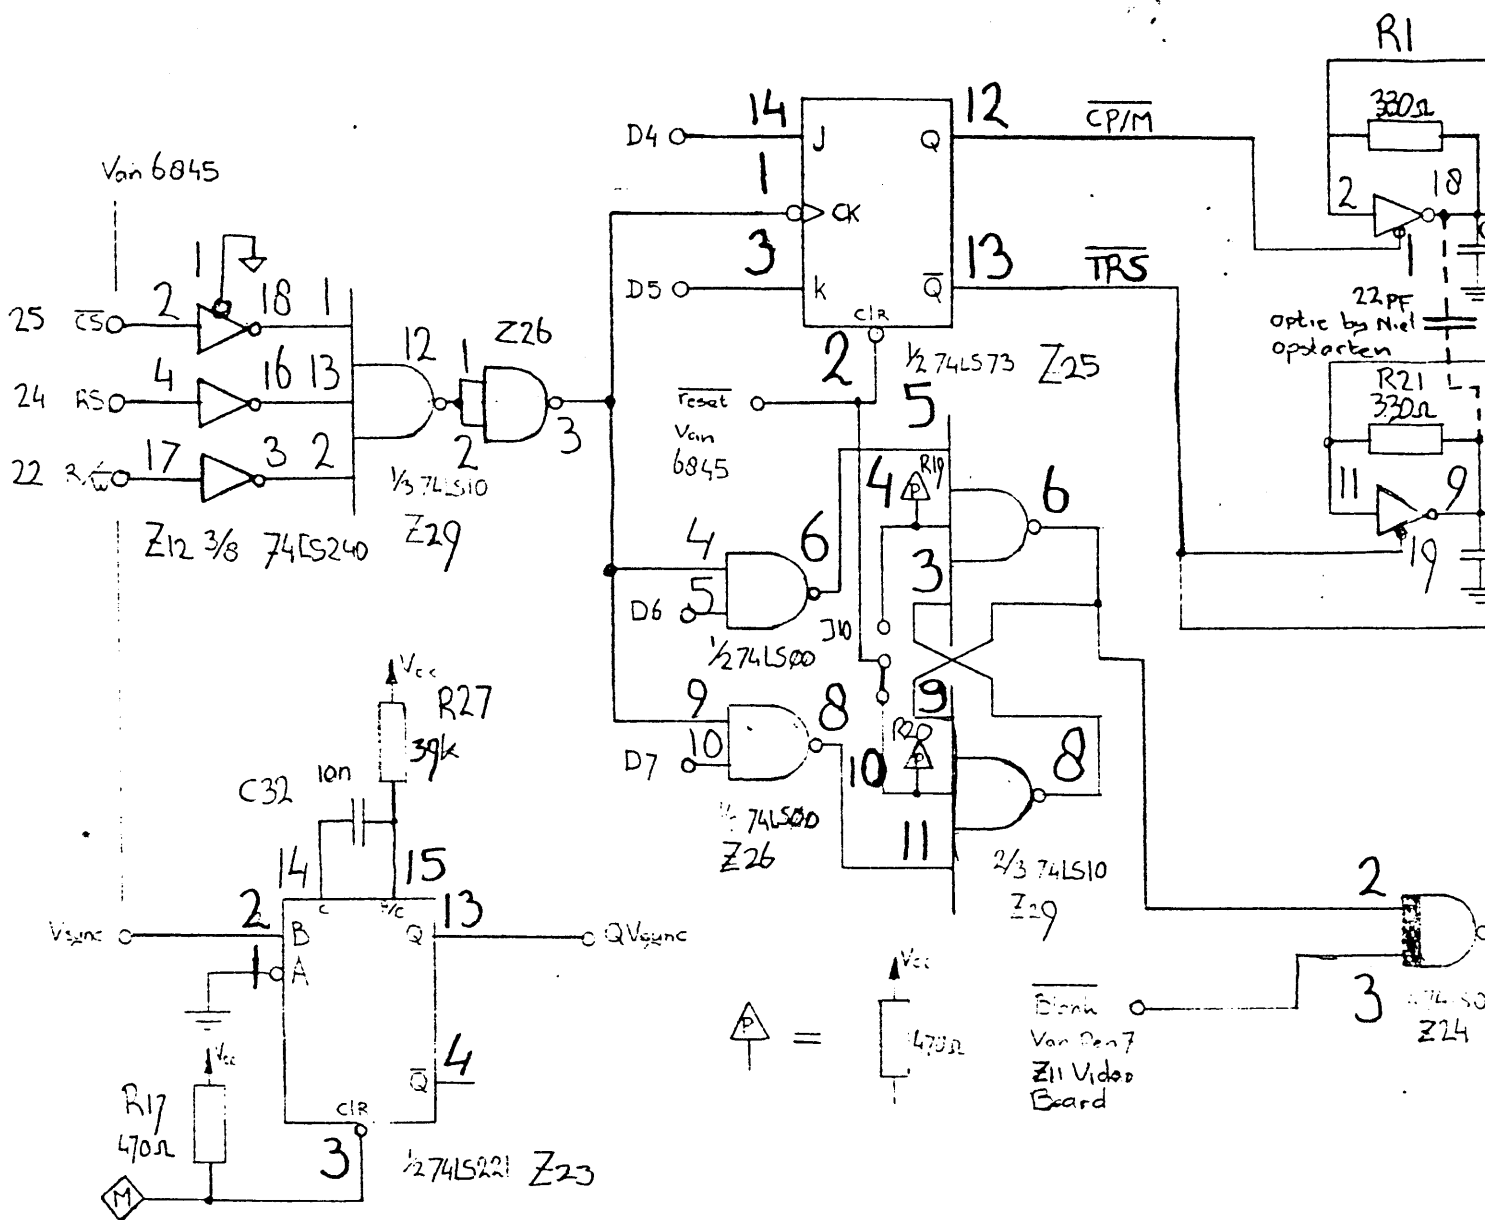 R1
330Ω
14
12
D4
J
Q
CP/M
1
CK
2
18
1
3
13
TRS
D5
K
Q
22 PF
optie by Niet
opstarten
ClR
2
1/2 74LS73
Z25
R21
330Ω
11
9
19
Van 6845
1
25
CS
2
18
1
Z26
12
1
24
RS
4
16
13
3
2
22
R/W
17
3
2
1/3 74LS10
Z12 3/8 74LS240
Z29
reset
Van
6845
5
4
R19
P
6
4
6
D6
5
3
1/2 74LS00
J10
9
9
8
R20
P
D7
10
10
8
74LS00
Z26
11
2/3 74LS10
Z29
Vcc
R27
39k
10n
C32
14
15
C
R/C
2
13
Vsync
B
Q
QVsync
1
A
Vcc
Q
4
R17
470Ω
ClR
3
1/2 74LS221
Z23
M
P
=
Vcc
470Ω
Blank
Van Pen 7
Z11 Video
Board
2
3
Z24